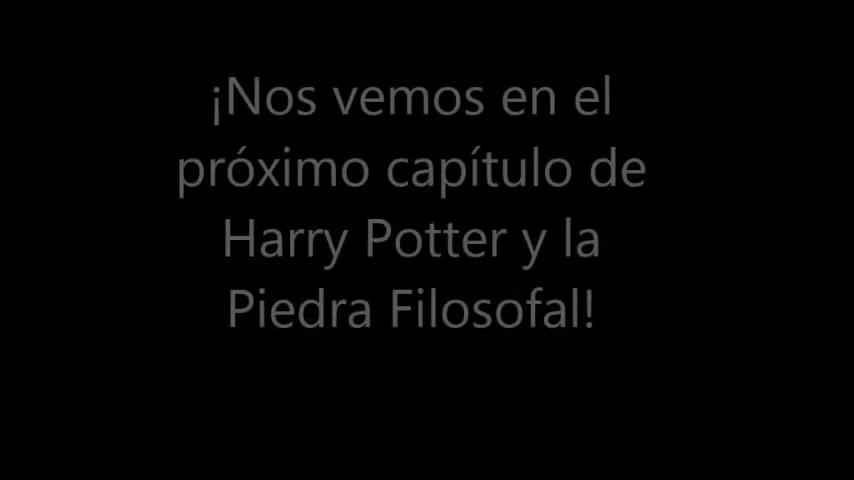 ¡Nos vemos en el
próximo capítulo de
Harry Potter y la
Piedra Filosofal!